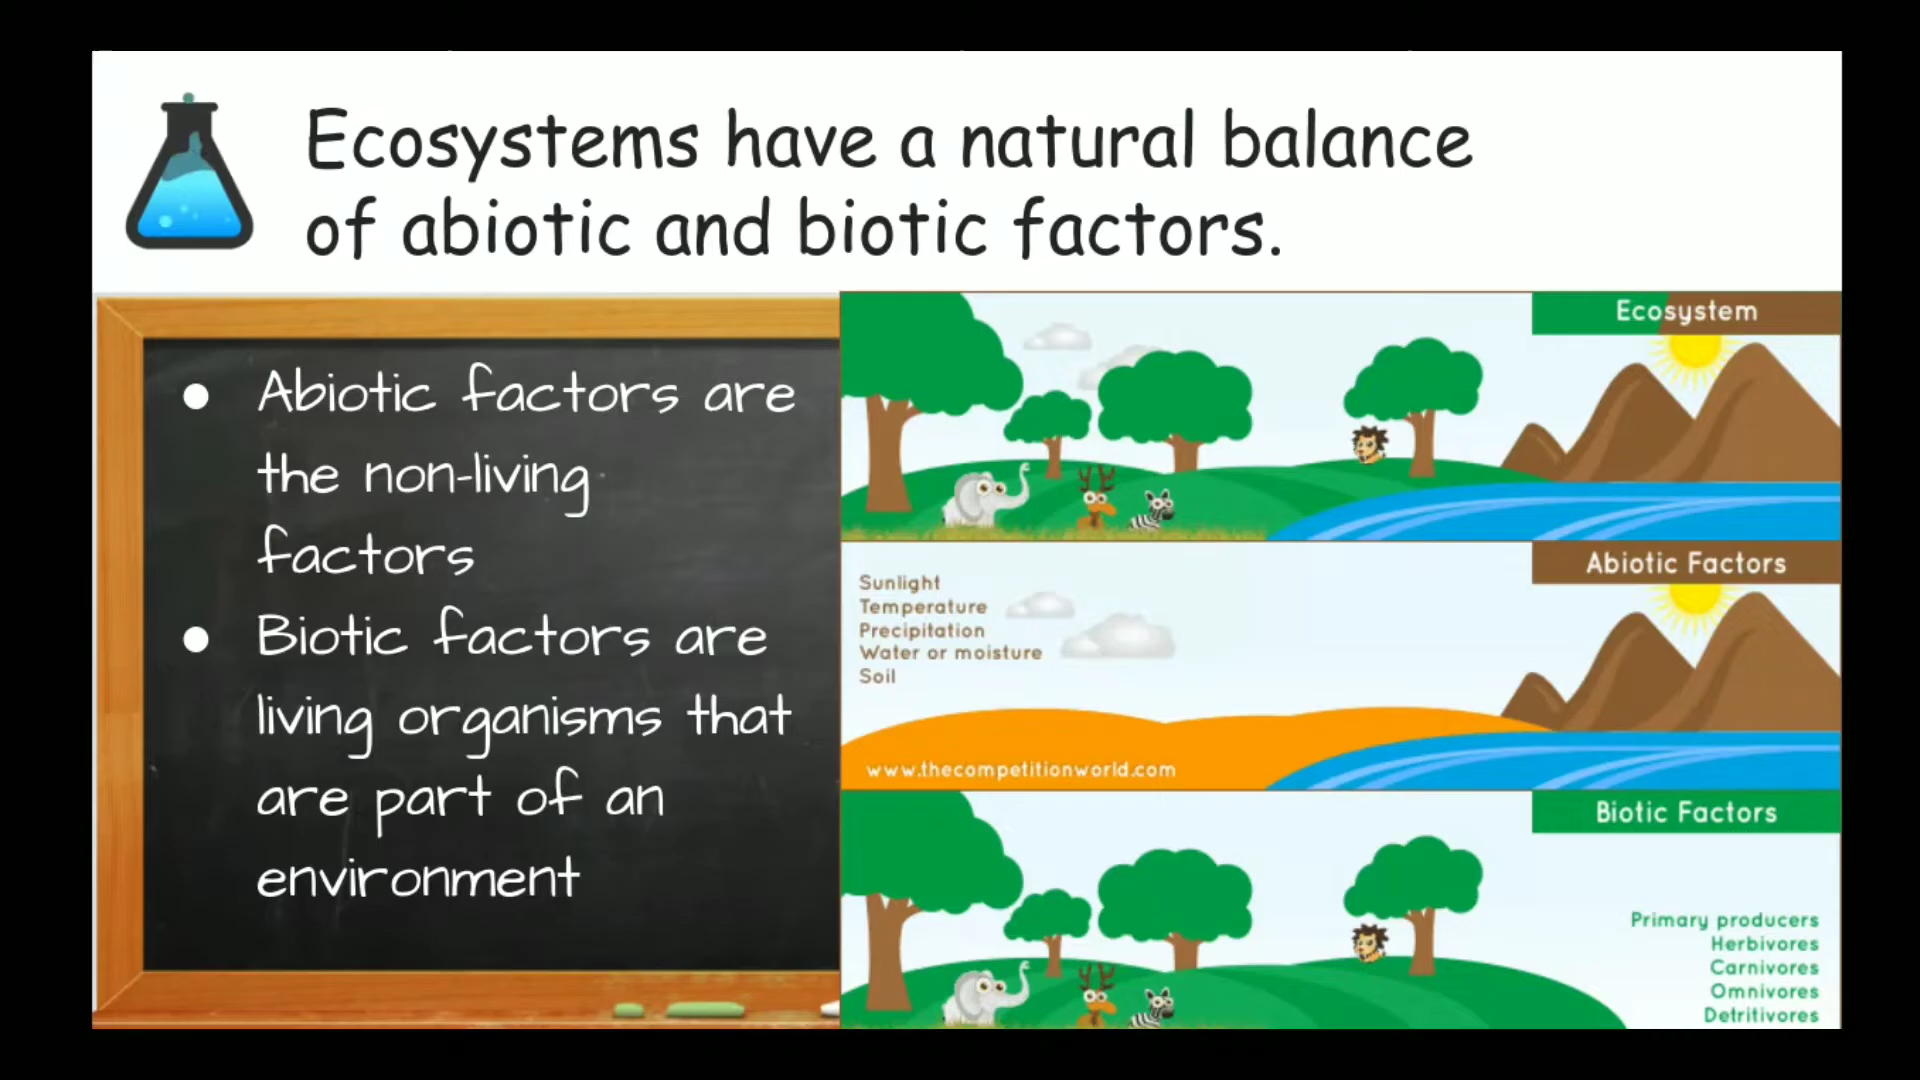 Ecosystems have a natural balance
of abiotic and biotic factors.
● Abiotic factors are
the non-living
factors
● Biotic factors are
living organisms that
are part of an
environment
Ecosystem
Abiotic Factors
Sunlight
Temperature
Precipitation
Water or moisture
Soil
www.thecompetitionworld.com
Biotic Factors
Primary producers
Herbivores
Carnivores
Omnivores
Detritivores